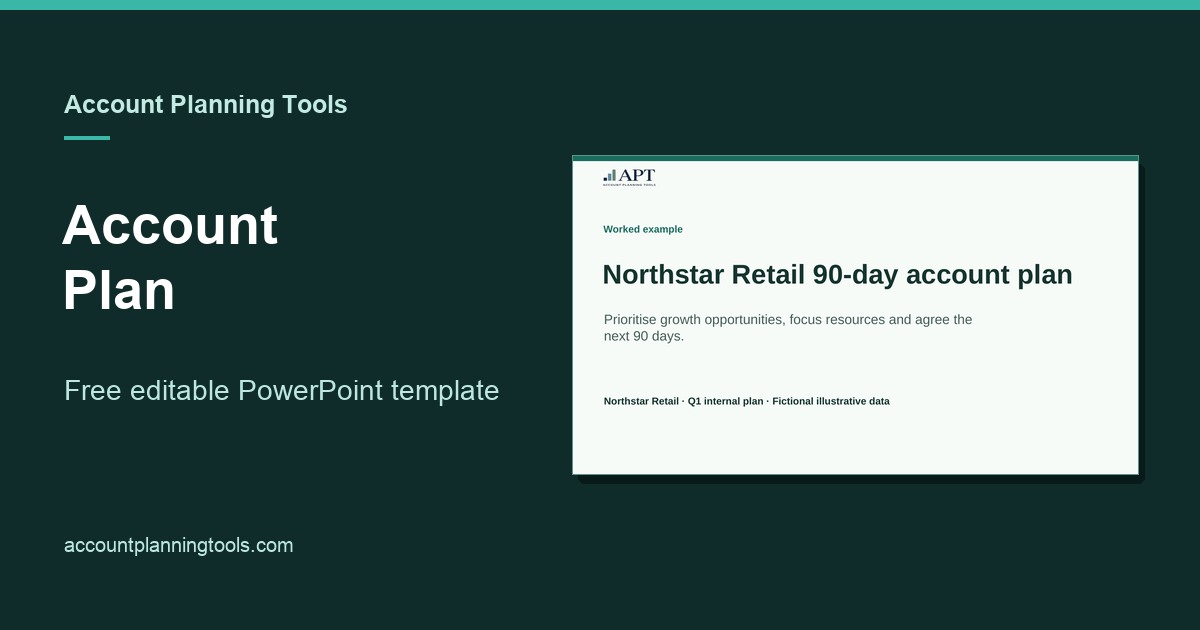 Account Planning Tools
Account
Plan
Free editable PowerPoint template
accountplanningtools.com
APT
ACCOUNT PLANNING TOOLS
Worked example
Northstar Retail 90-day account plan
Prioritise growth opportunities, focus resources and agree the
next 90 days.
Northstar Retail · Q1 internal plan · Fictional illustrative data